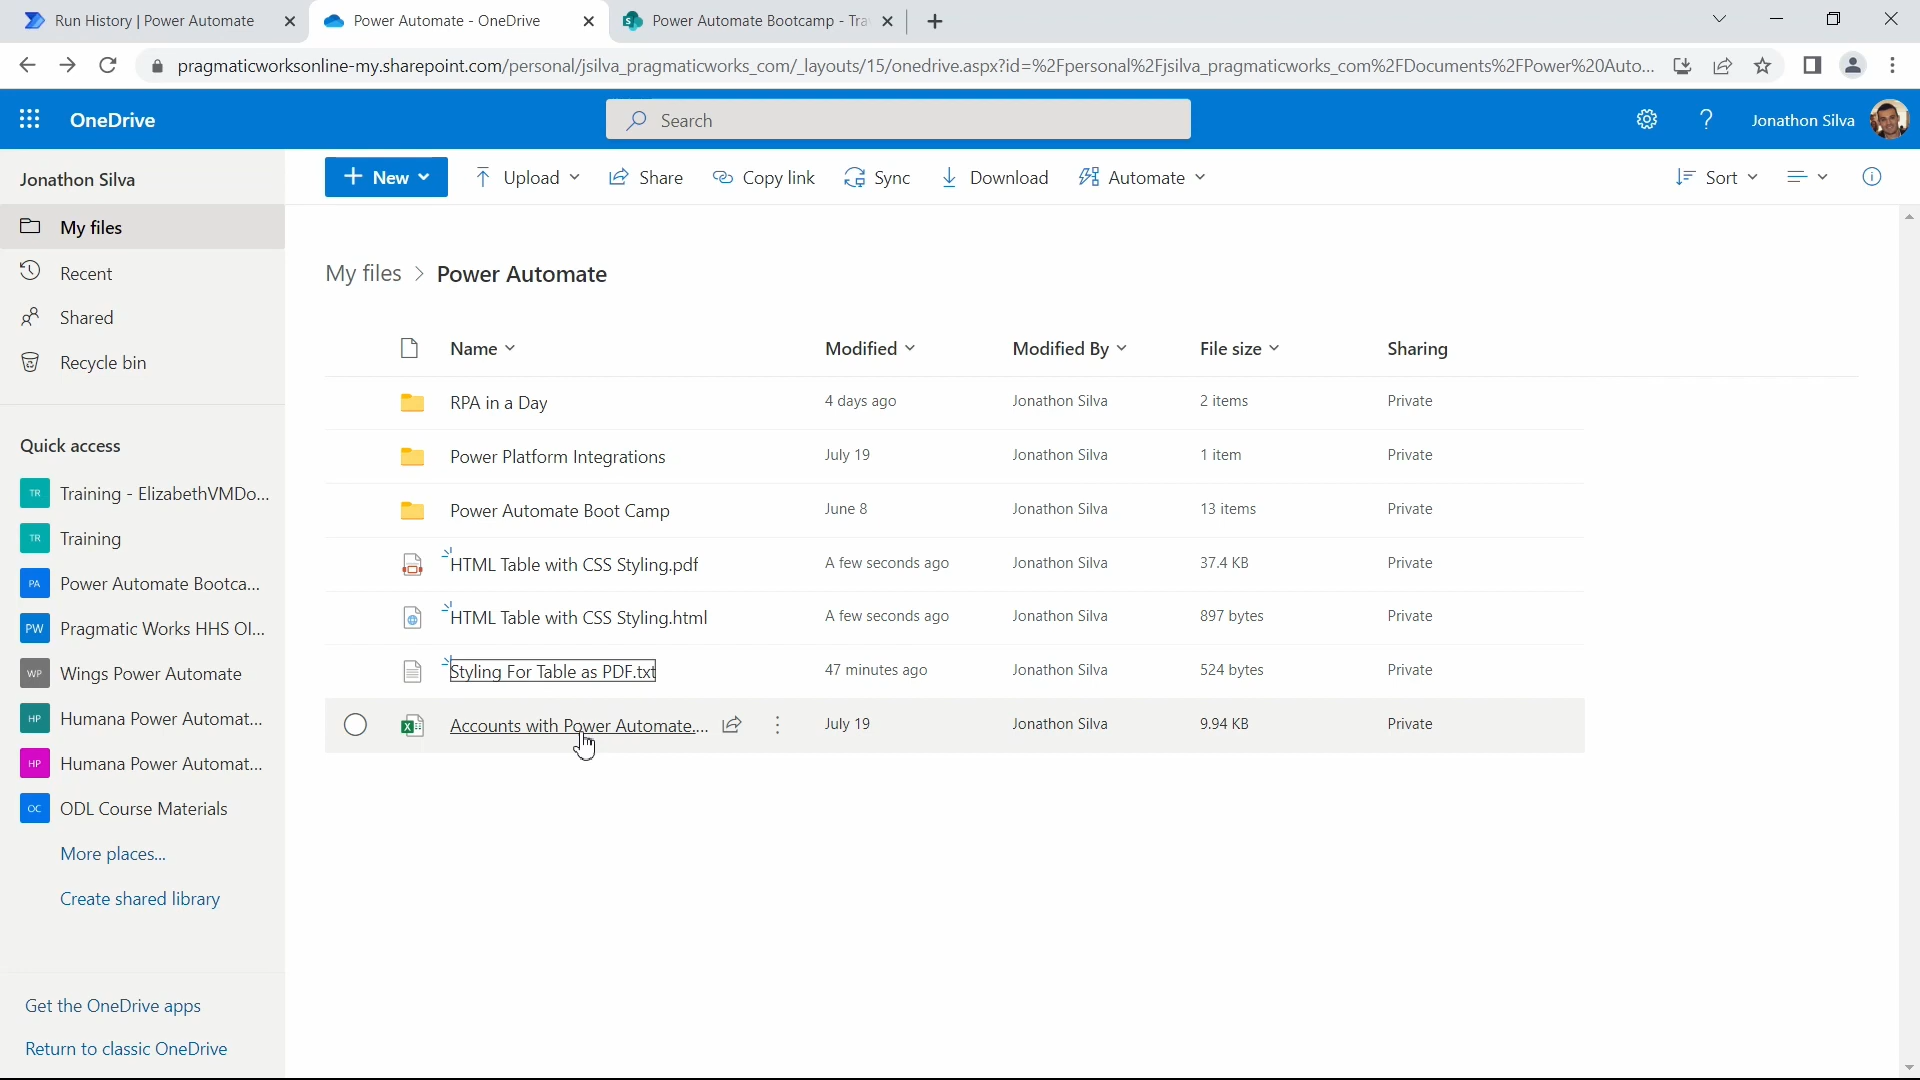 Run History | Power Automate
Power Automate - OneDrive
Power Automate Bootcamp - Tra
pragmaticworksonline-my.sharepoint.com/personal/jsilva_pragmaticworks_com/_layouts/15/onedrive.aspx?id=%2Fpersonal%2Fjsilva_pragmaticworks_com%2FDocuments%2FPower%20Auto...
OneDrive
Search
?
Jonathon Silva
Jonathon Silva
New
Upload
Share
Copy link
Sync
Download
Automate
Sort
My files
Recent
Shared
Recycle bin
Quick access
TR Training - ElizabethVMDo...
TR Training
PA Power Automate Bootca...
PW Pragmatic Works HHS OI...
WP Wings Power Automate
HP Humana Power Automat...
HP Humana Power Automat...
OC ODL Course Materials
More places...
Create shared library
Get the OneDrive apps
Return to classic OneDrive
My files > Power Automate
Name Modified Modified By File size Sharing
RPA in a Day 4 days ago Jonathon Silva 2 items Private
Power Platform Integrations July 19 Jonathon Silva 1 item Private
Power Automate Boot Camp June 8 Jonathon Silva 13 items Private
HTML Table with CSS Styling.pdf A few seconds ago Jonathon Silva 37.4 KB Private
HTML Table with CSS Styling.html A few seconds ago Jonathon Silva 897 bytes Private
Styling For Table as PDF.txt 47 minutes ago Jonathon Silva 524 bytes Private
Accounts with Power Automate.... July 19 Jonathon Silva 9.94 KB Private